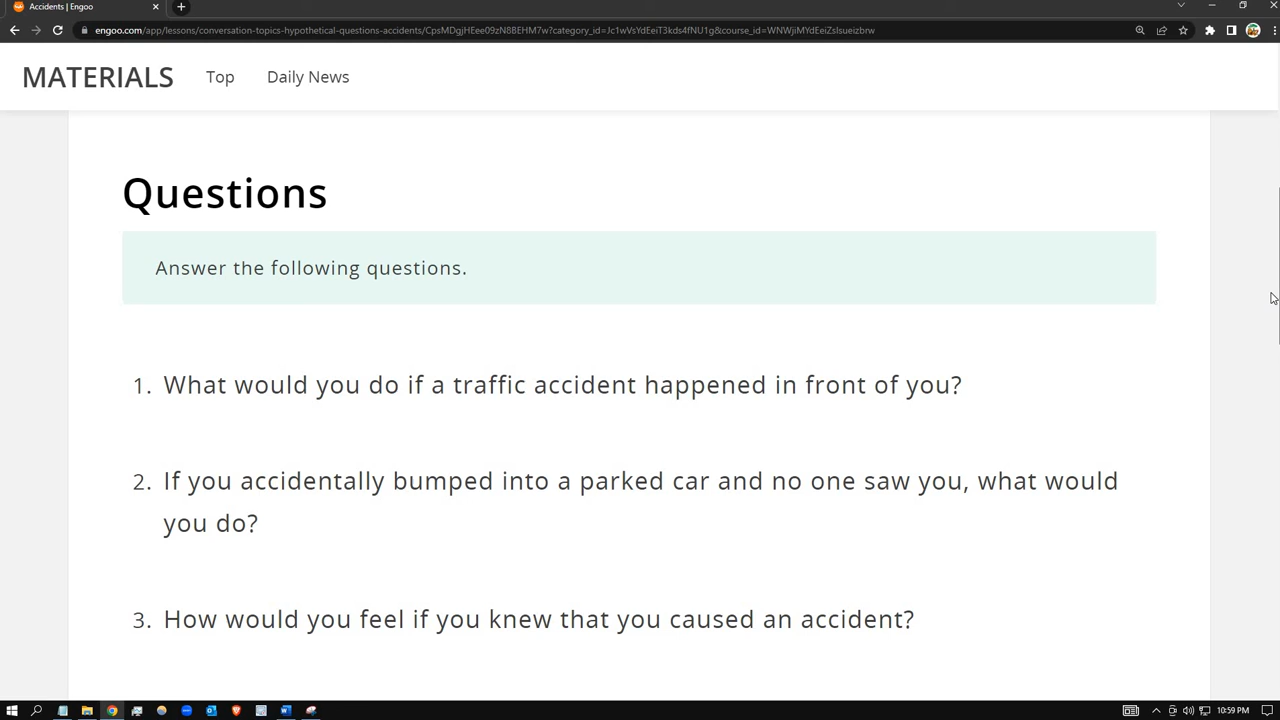 Accidents | Engoo
engoo.com/app/lessons/conversation-topics-hypothetical-questions-accidents/CpsMDgjHEee09zN8BEHM7w?category_id=Jc1wVsYdEeiT3kds4fNU1g&course_id=WNWjiMYdEeiZslsueizbrw
MATERIALS Top Daily News
Questions
Answer the following questions.
1. What would you do if a traffic accident happened in front of you?
2. If you accidentally bumped into a parked car and no one saw you, what would
you do?
3. How would you feel if you knew that you caused an accident?
10:59 PM